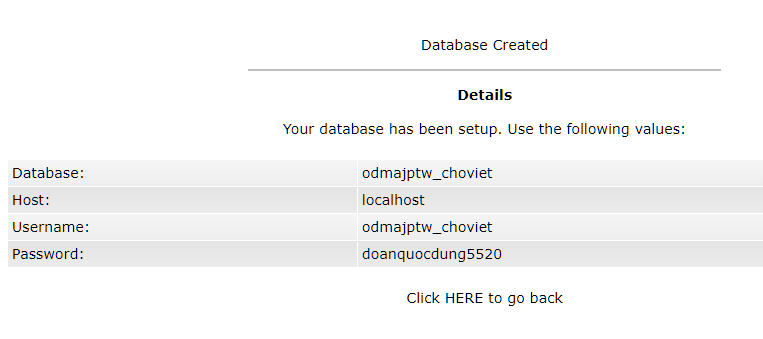 Database Created
Details
Your database has been setup. Use the following values:
Database: odmajptw_choviet
Host: localhost
Username: odmajptw_choviet
Password: doanquocdung5520
Click HERE to go back